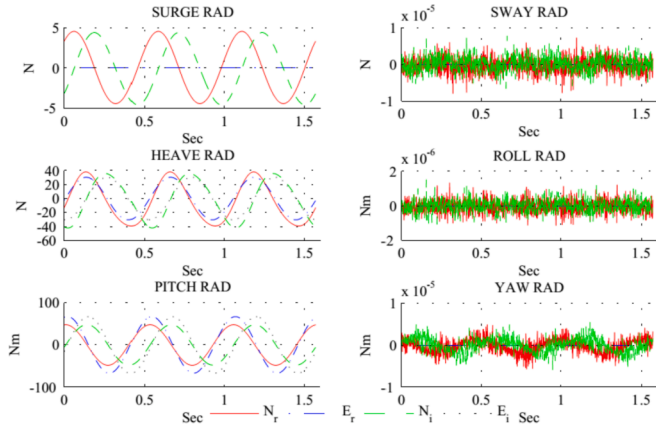 SURGE RAD
5
0
-5
N
0 0.5 1 1.5
Sec
SWAY RAD
x 10^-5
1
0
-1
N
0 0.5 1 1.5
Sec
HEAVE RAD
40
20
0
-20
-40
-60
N
0 0.5 1 1.5
Sec
ROLL RAD
x 10^-6
2
0
-2
Nm
0 0.5 1 1.5
Sec
PITCH RAD
100
0
-100
Nm
0 0.5 1 1.5
Sec
YAW RAD
x 10^-5
1
0
-1
Nm
0 0.5 1 1.5
Sec
N_r E_r N_i E_i